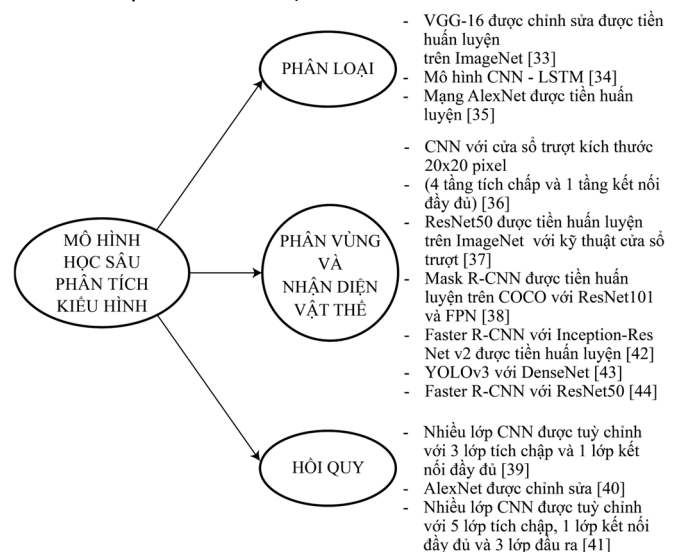 MÔ HÌNH
HỌC SÂU
PHÂN TÍCH
KIỂU HÌNH
PHÂN LOẠI
- VGG-16 được chỉnh sửa được tiền
huấn luyện
trên ImageNet [33]
- Mô hình CNN - LSTM [34]
- Mạng AlexNet được tiền huấn
luyện [35]
PHÂN VÙNG
VÀ
NHẬN DIỆN
VẬT THỂ
- CNN với cửa sổ trượt kích thước
20x20 pixel
- (4 tầng tích chấp và 1 tầng kết nối
đầy đủ) [36]
- ResNet50 được tiền huấn luyện
trên ImageNet với kỹ thuật cửa sổ
trượt [37]
- Mask R-CNN được tiền huấn
luyện trên COCO với ResNet101
và FPN [38]
- Faster R-CNN với Inception-Res
Net v2 được tiền huấn luyện [42]
- YOLOv3 với DenseNet [43]
- Faster R-CNN với ResNet50 [44]
HỒI QUY
- Nhiều lớp CNN được tuỳ chỉnh
với 3 lớp tích chập và 1 lớp kết
nối đầy đủ [39]
- AlexNet được chỉnh sửa [40]
- Nhiều lớp CNN được tuỳ chỉnh
với 5 lớp tích chập, 1 lớp kết nối
đầy đủ và 3 lớp đầu ra [41]